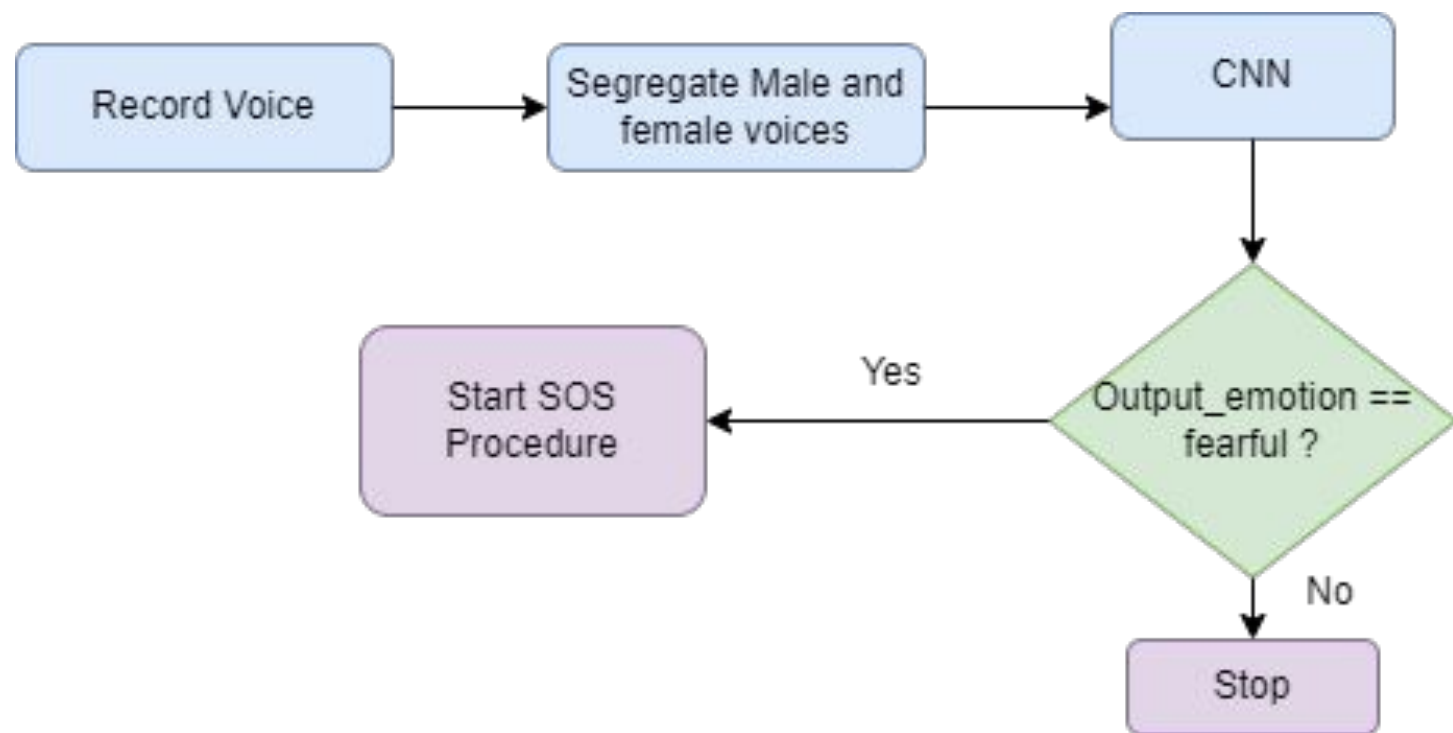 Record Voice
Segregate Male and
female voices
CNN
Output_emotion ==
fearful ?
Yes
Start SOS
Procedure
No
Stop